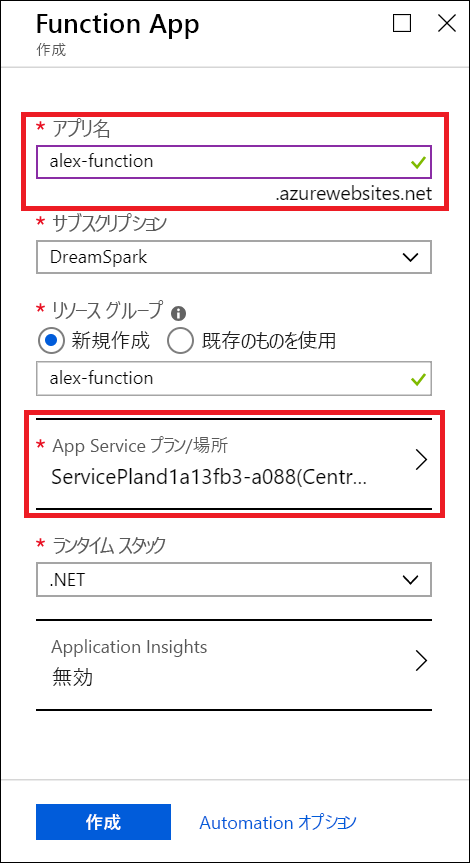 Function App
作成
* アプリ名
alex-function
.azurewebsites.net
* サブスクリプション
DreamSpark
* リソース グループ
新規作成 既存のものを使用
alex-function
* App Service プラン/場所
ServicePland1a13fb3-a088(Centr...
* ランタイム スタック
.NET
Application Insights
無効
作成 Automation オプション